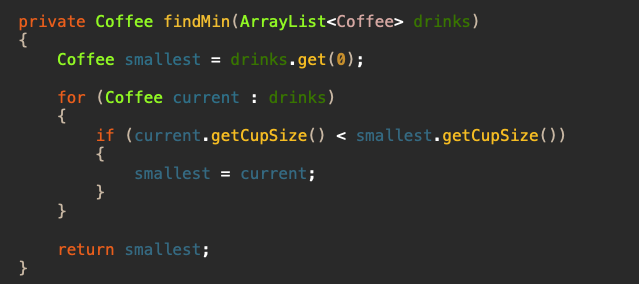 private Coffee findMin(ArrayList<Coffee> drinks)
{
    Coffee smallest = drinks.get(0);

    for (Coffee current : drinks)
    {
        if (current.getCupSize() < smallest.getCupSize())
        {
            smallest = current;
        }
    }

    return smallest;
}